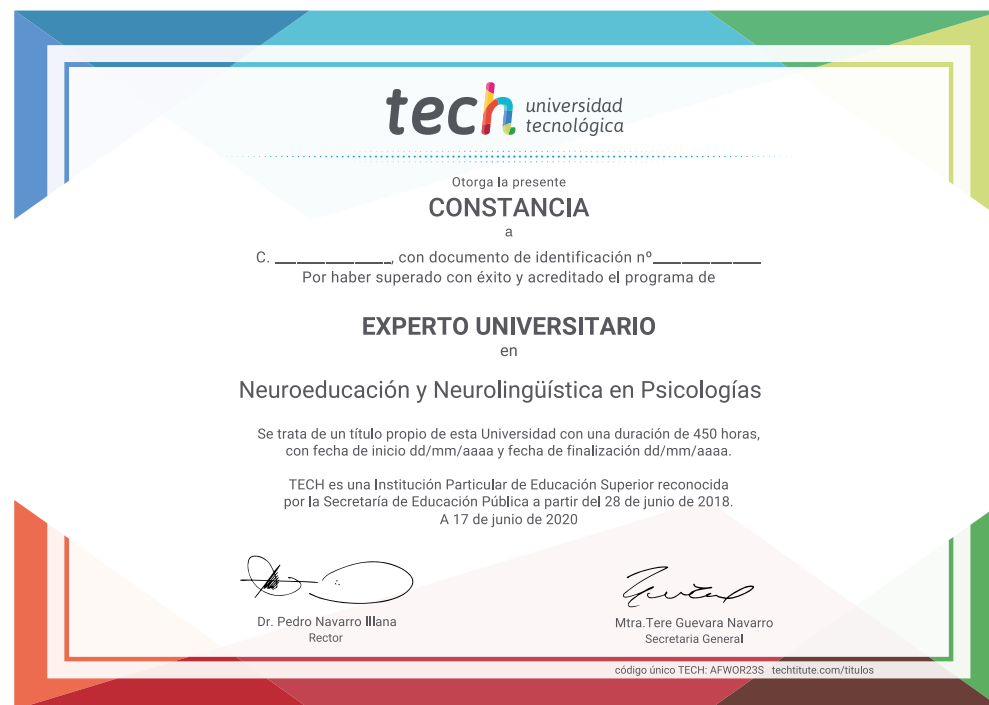 tech universidad
tecnológica
Otorga la presente
CONSTANCIA
a
C. ______________, con documento de identificación nº_____________
Por haber superado con éxito y acreditado el programa de
EXPERTO UNIVERSITARIO
en
Neuroeducación y Neurolingüística en Psicologías
Se trata de un título propio de esta Universidad con una duración de 450 horas,
con fecha de inicio dd/mm/aaaa y fecha de finalización dd/mm/aaaa.
TECH es una Institución Particular de Educación Superior reconocida
por la Secretaría de Educación Pública a partir del 28 de junio de 2018.
A 17 de junio de 2020
Dr. Pedro Navarro Illana
Rector
Mtra.Tere Guevara Navarro
Secretaria General
código único TECH: AFWOR23S techtitute.com/titulos